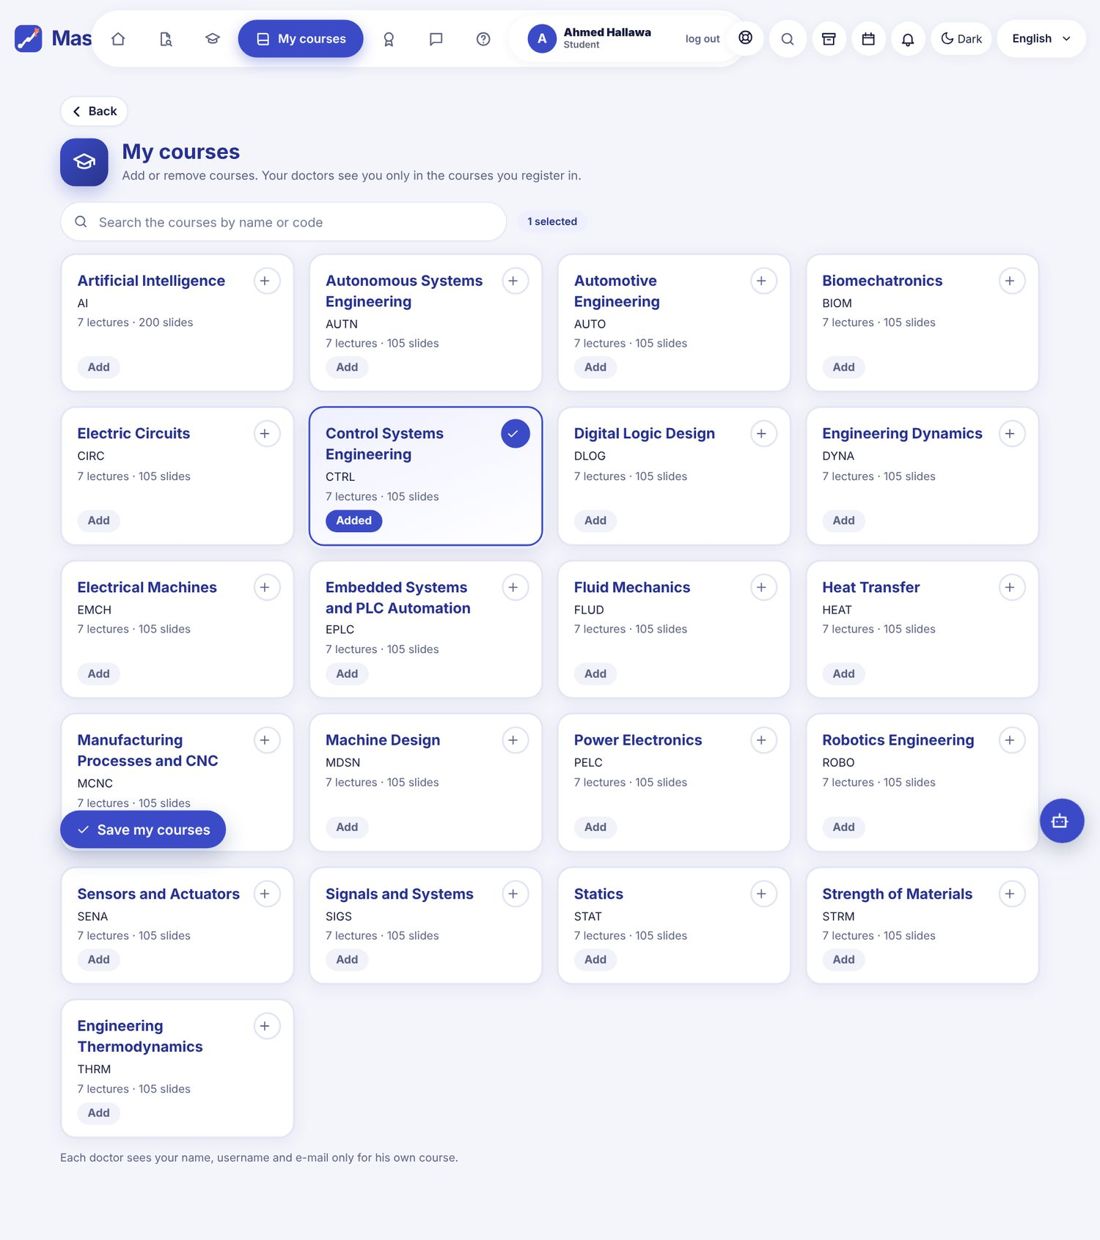 Mas
My courses
Ahmed Hallawa
Student
A
log out
Dark
English
Back
My courses
Add or remove courses. Your doctors see you only in the courses you register in.
Search the courses by name or code
1 selected
Artificial Intelligence
AI
7 lectures · 200 slides
Add
Autonomous Systems
Engineering
AUTN
7 lectures · 105 slides
Add
Automotive
Engineering
AUTO
7 lectures · 105 slides
Add
Biomechatronics
BIOM
7 lectures · 105 slides
Add
Electric Circuits
CIRC
7 lectures · 105 slides
Add
Control Systems
Engineering
CTRL
7 lectures · 105 slides
Added
Digital Logic Design
DLOG
7 lectures · 105 slides
Add
Engineering Dynamics
DYNA
7 lectures · 105 slides
Add
Electrical Machines
EMCH
7 lectures · 105 slides
Add
Embedded Systems
and PLC Automation
EPLC
7 lectures · 105 slides
Add
Fluid Mechanics
FLUD
7 lectures · 105 slides
Add
Heat Transfer
HEAT
7 lectures · 105 slides
Add
Manufacturing
Processes and CNC
MCNC
7 lectures · 105 slides
Save my courses
Machine Design
MDSN
7 lectures · 105 slides
Add
Power Electronics
PELC
7 lectures · 105 slides
Add
Robotics Engineering
ROBO
7 lectures · 105 slides
Add
Sensors and Actuators
SENA
7 lectures · 105 slides
Add
Signals and Systems
SIGS
7 lectures · 105 slides
Add
Statics
STAT
7 lectures · 105 slides
Add
Strength of Materials
STRM
7 lectures · 105 slides
Add
Engineering
Thermodynamics
THRM
7 lectures · 105 slides
Add
Each doctor sees your name, username and e-mail only for his own course.